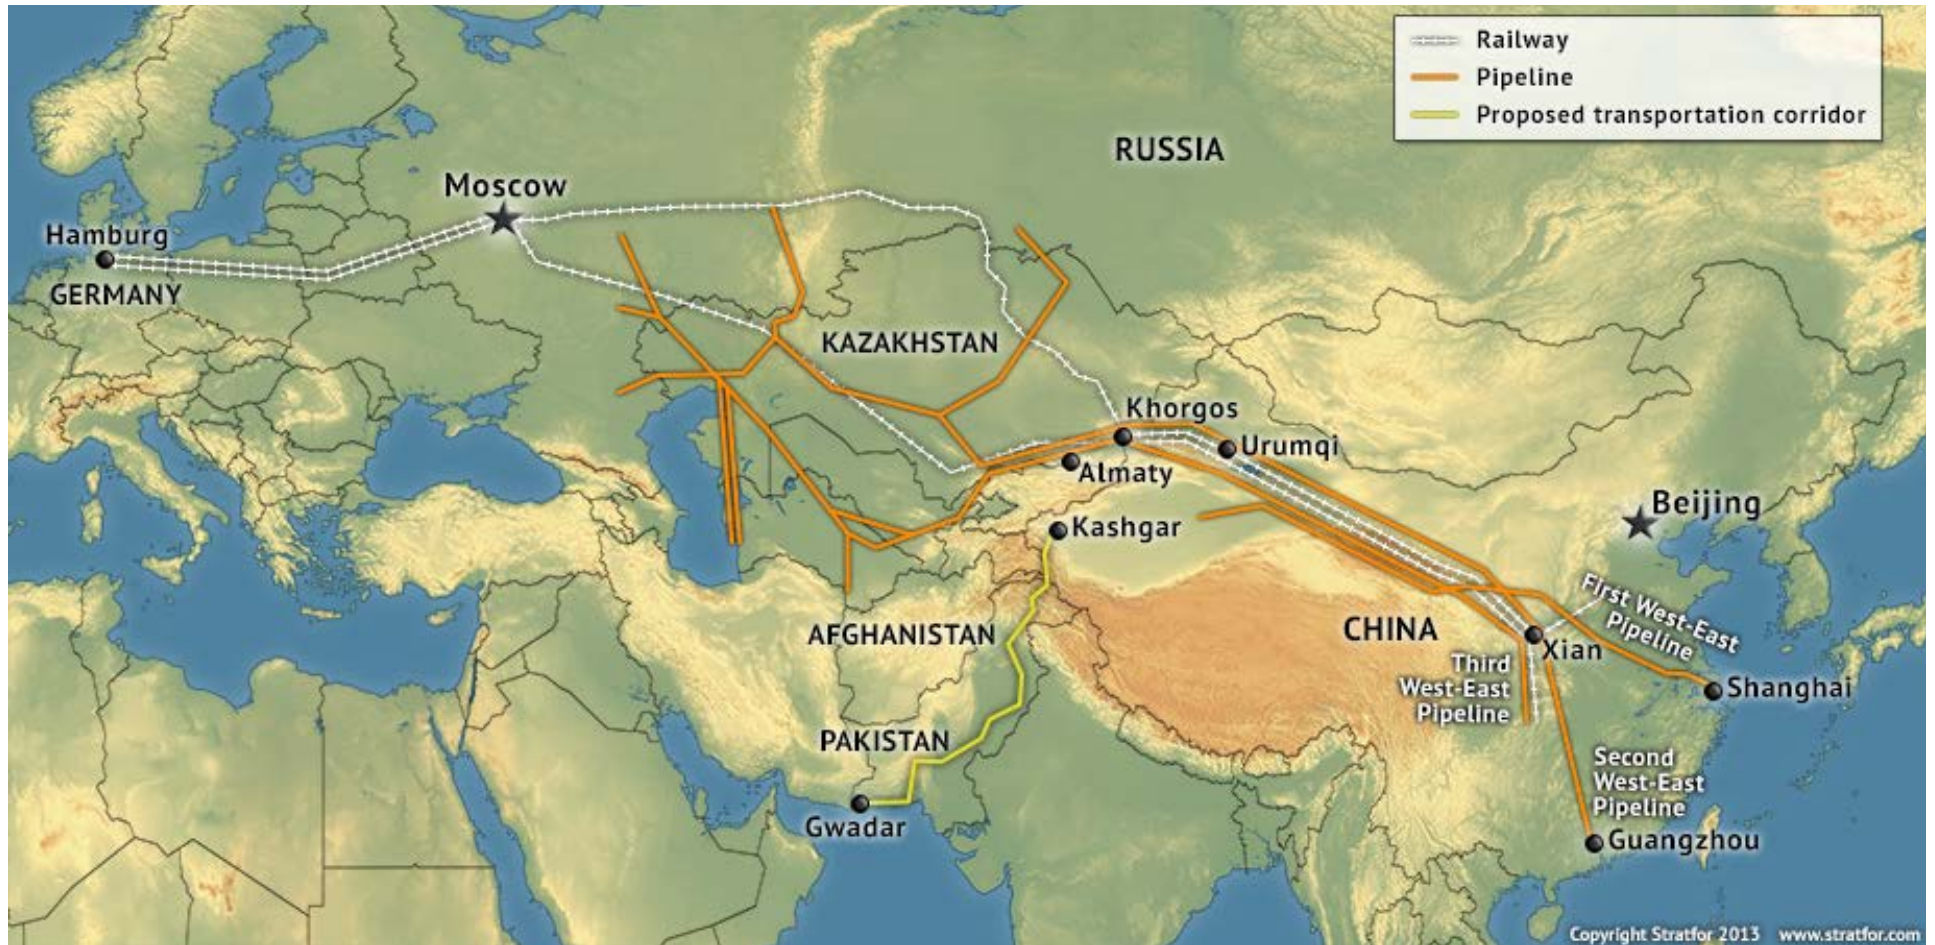 Railway
Pipeline
Proposed transportation corridor
RUSSIA
Moscow
Hamburg
GERMANY
KAZAKHSTAN
Khorgos
Urumqi
Almaty
Beijing
Kashgar
First West-East
Pipeline
AFGHANISTAN
CHINA
Xian
Third
West-East
Pipeline
Shanghai
PAKISTAN
Second
West-East
Pipeline
Gwadar
Guangzhou
Copyright Stratfor 2013 www.stratfor.com